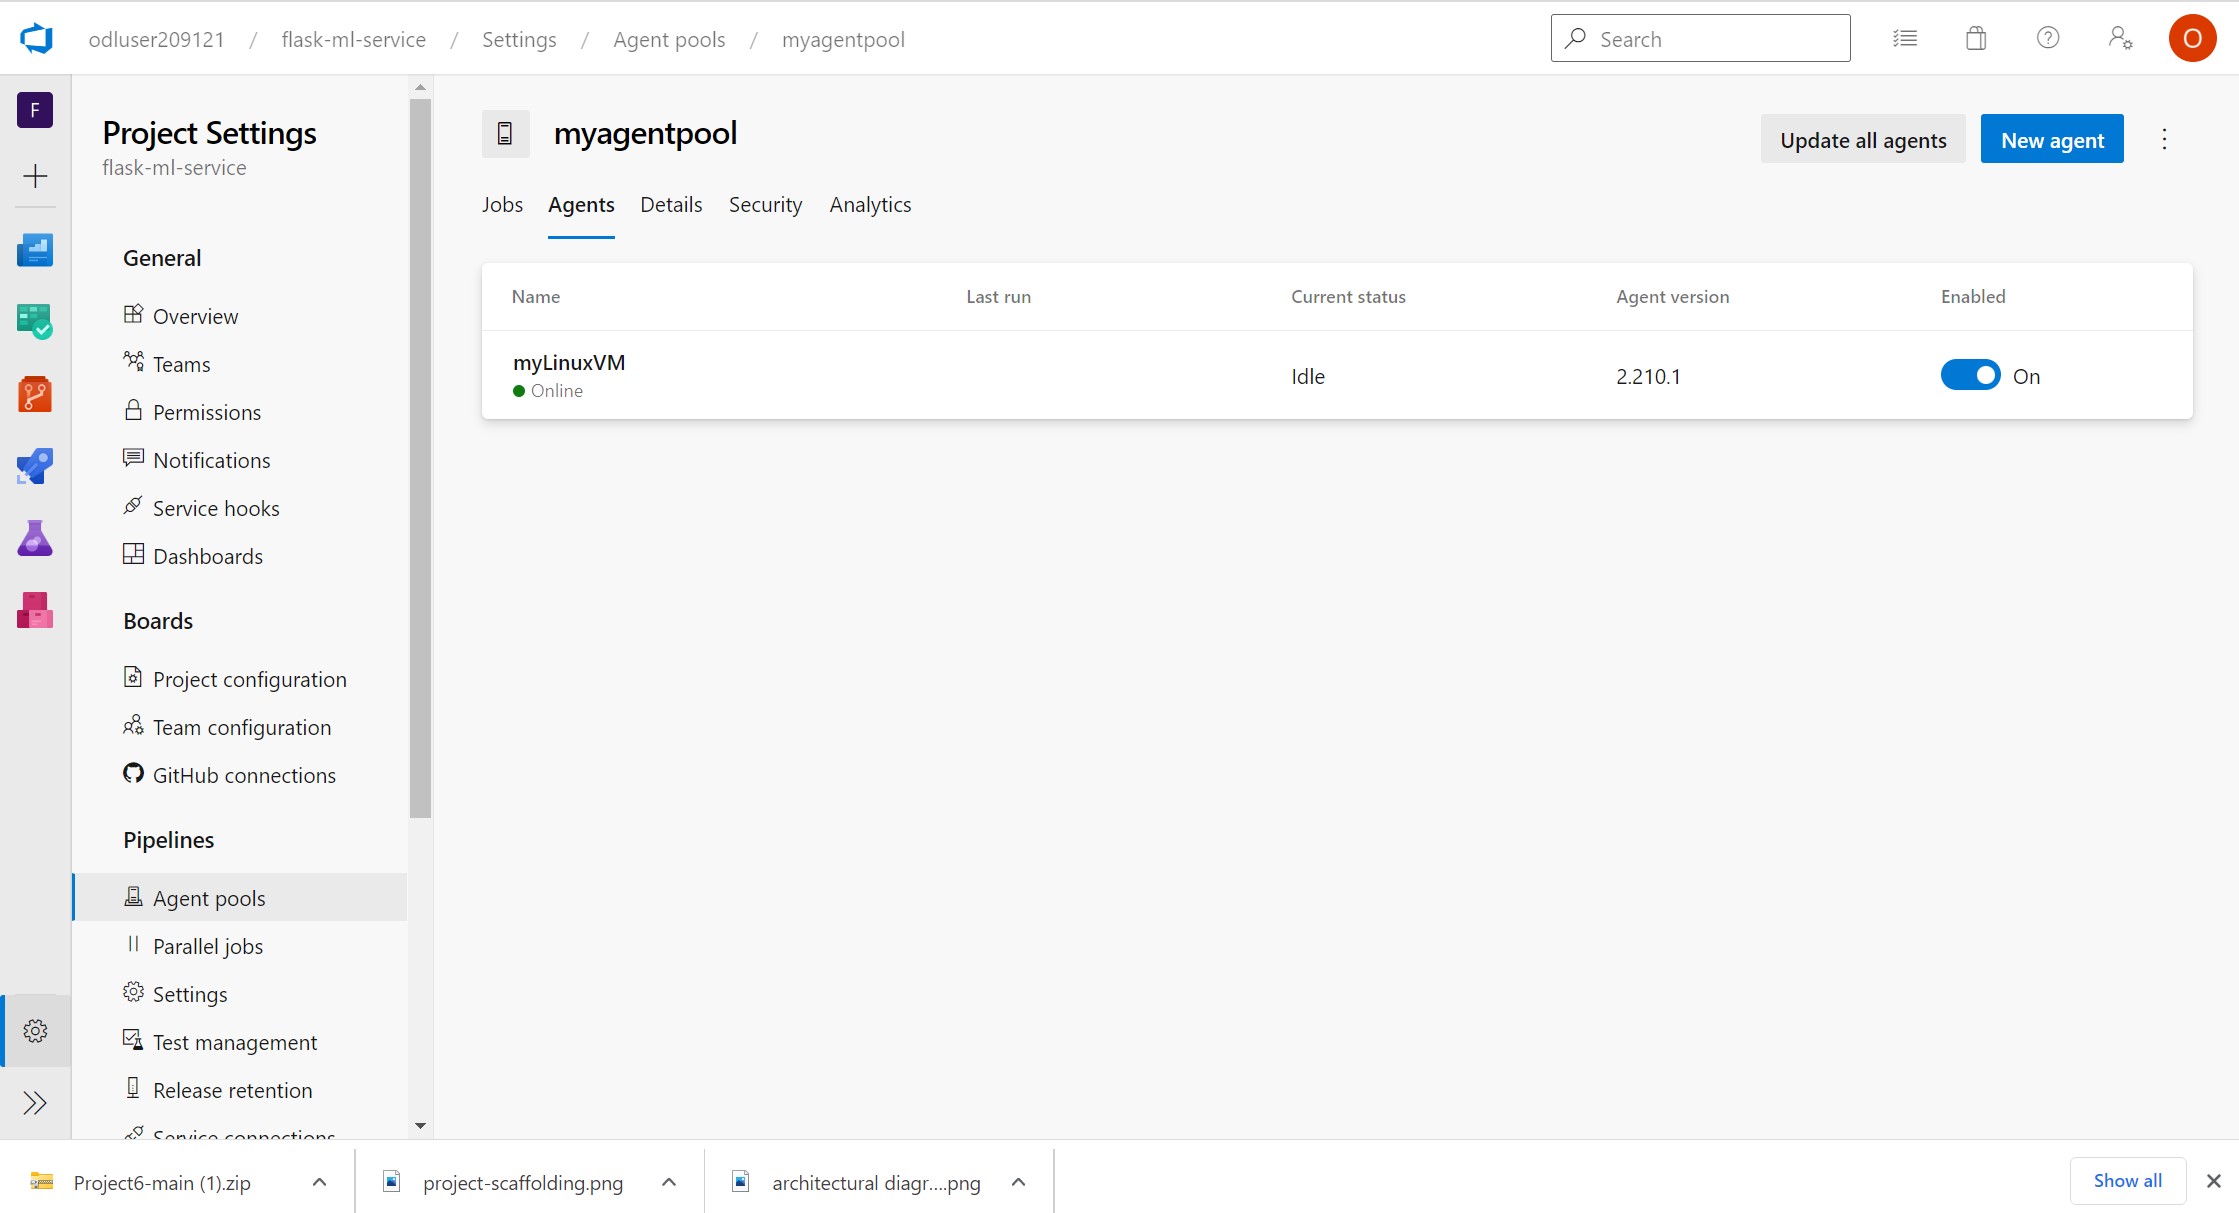 odluser209121 / flask-ml-service / Settings / Agent pools / myagentpool
Search
O
F
Project Settings
flask-ml-service
General
Overview
Teams
Permissions
Notifications
Service hooks
Dashboards
Boards
Project configuration
Team configuration
GitHub connections
Pipelines
Agent pools
Parallel jobs
Settings
Test management
Release retention
Service connections
myagentpool
Update all agents
New agent
Jobs Agents Details Security Analytics
Name Last run Current status Agent version Enabled
myLinuxVM
Online
Idle 2.210.1 On
Project6-main (1).zip
project-scaffolding.png
architectural diagr....png
Show all